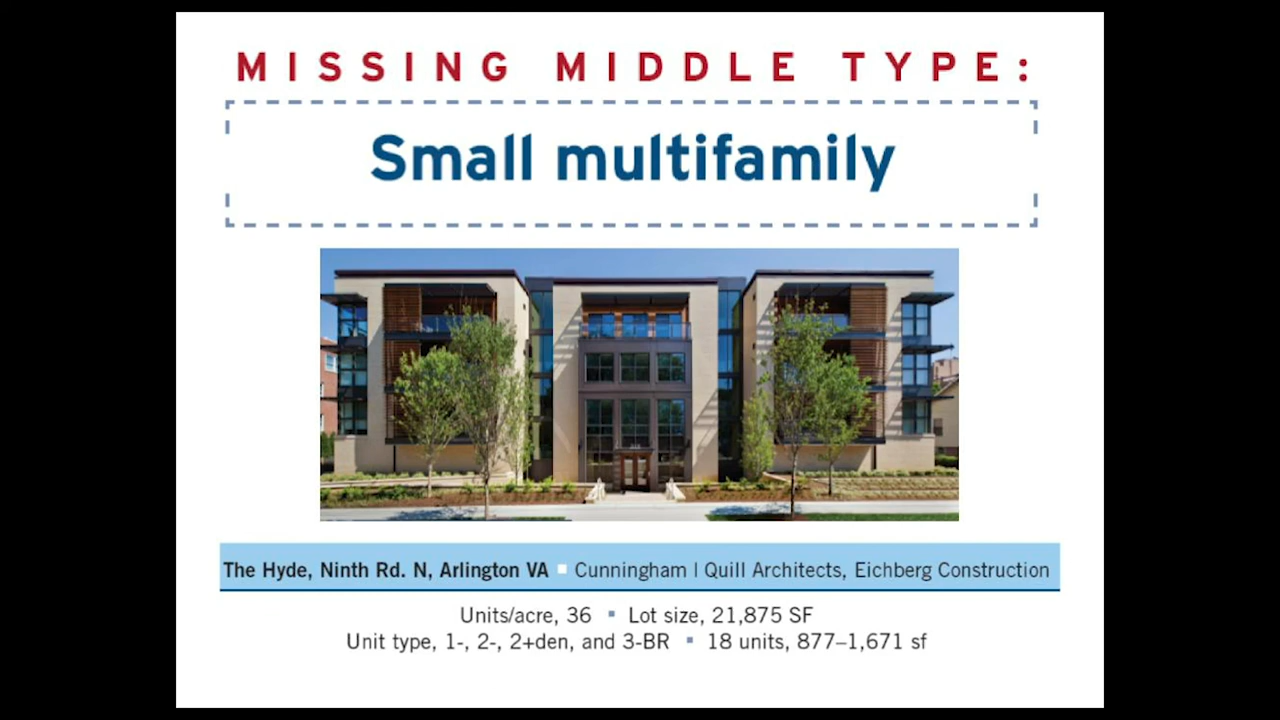 MISSING MIDDLE TYPE:
Small multifamily
The Hyde, Ninth Rd. N, Arlington VA ▪ Cunningham | Quill Architects, Eichberg Construction
Units/acre, 36 ▪ Lot size, 21,875 SF
Unit type, 1-, 2-, 2+den, and 3-BR ▪ 18 units, 877–1,671 sf